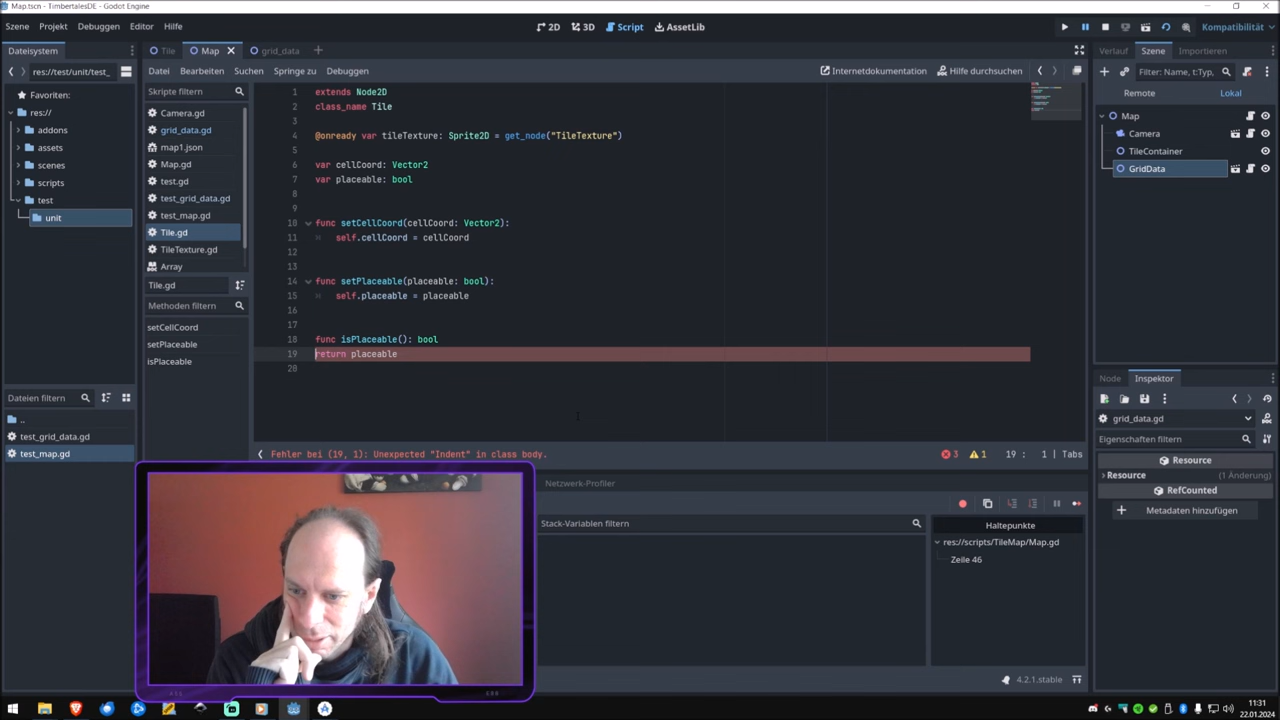 Map.tscn - TimbertalesDE - Godot Engine
Szene Projekt Debuggen Editor Hilfe
2D 3D Script AssetLib
Kompatibilität
Dateisystem
Tile Map grid_data
Verlauf Szene Importieren
res://test/unit/test_
Datei Bearbeiten Suchen Springe zu Debuggen
Internetdokumentation Hilfe durchsuchen
Filter: Name, t:Typ,
Favoriten:
res://
addons
assets
scenes
scripts
test
unit
Skripte filtern
Camera.gd
grid_data.gd
map1.json
Map.gd
test.gd
test_grid_data.gd
test_map.gd
Tile.gd
TileTexture.gd
Array
Tile.gd
Methoden filtern
setCellCoord
setPlaceable
isPlaceable
1 extends Node2D
2 class_name Tile
3
4 @onready var tileTexture: Sprite2D = get_node("TileTexture")
5
6 var cellCoord: Vector2
7 var placeable: bool
8
9
10 func setCellCoord(cellCoord: Vector2):
11 self.cellCoord = cellCoord
12
13
14 func setPlaceable(placeable: bool):
15 self.placeable = placeable
16
17
18 func isPlaceable(): bool
19 return placeable
20
Fehler bei (19, 1): Unexpected "Indent" in class body.
3 1 19 : 1 | Tabs
Remote Lokal
Map
Camera
TileContainer
GridData
Node Inspektor
grid_data.gd
Eigenschaften filtern
Resource
Resource (1 Änderung)
RefCounted
Metadaten hinzufügen
Dateien filtern
..
test_grid_data.gd
test_map.gd
Netzwerk-Profiler
Stack-Variablen filtern
Haltepunkte
res://scripts/TileMap/Map.gd
Zeile 46
4.2.1.stable
11:31
22.01.2024